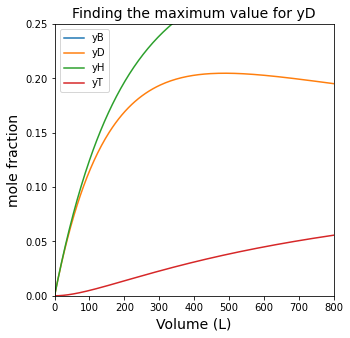 Finding the maximum value for yD
yB
yD
yH
yT
mole fraction
0.25
0.20
0.15
0.10
0.05
0.00
0 100 200 300 400 500 600 700 800
Volume (L)